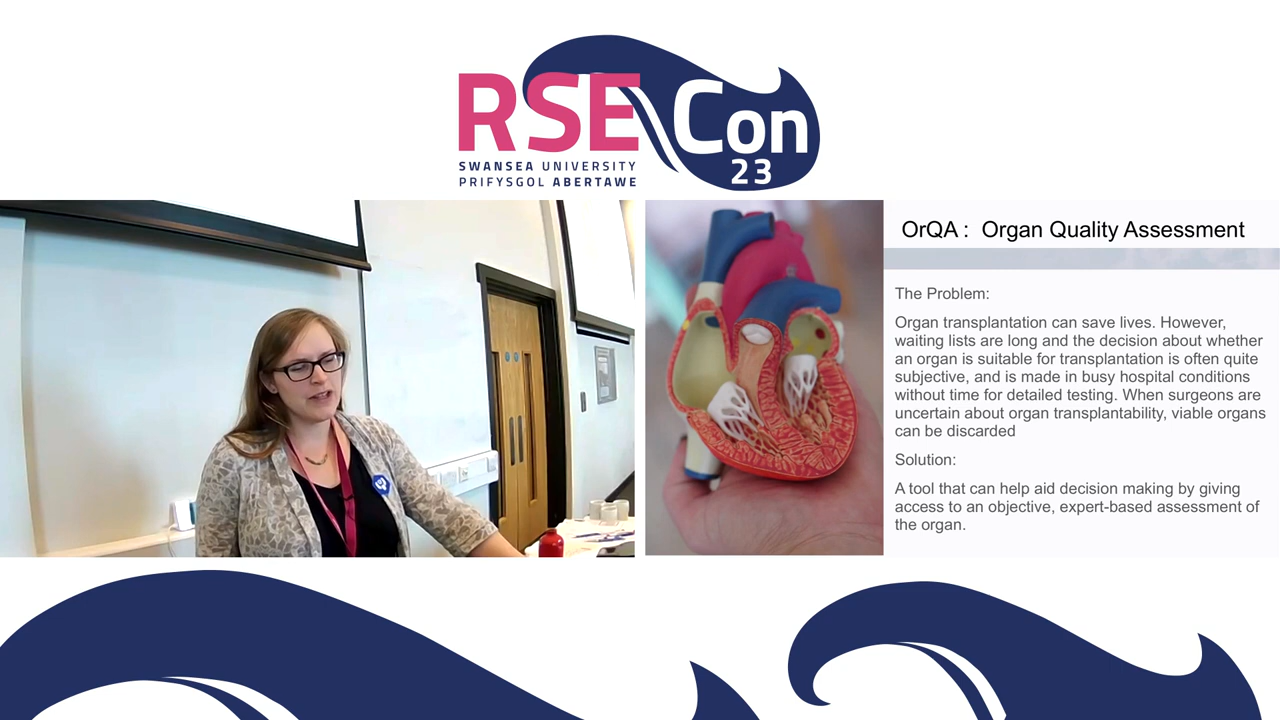 RSE Con
23
SWANSEA UNIVERSITY
PRIFYSGOL ABERTAWE
OrQA : Organ Quality Assessment
The Problem:
Organ transplantation can save lives. However,
waiting lists are long and the decision about whether
an organ is suitable for transplantation is often quite
subjective, and is made in busy hospital conditions
without time for detailed testing. When surgeons are
uncertain about organ transplantability, viable organs
can be discarded
Solution:
A tool that can help aid decision making by giving
access to an objective, expert-based assessment of
the organ.